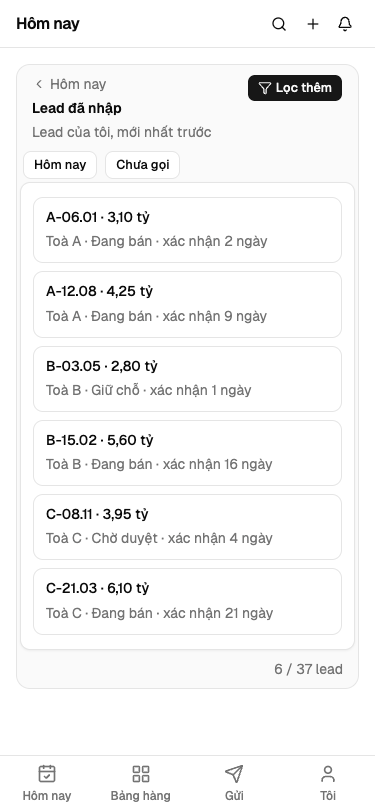 Hôm nay
Hôm nay
Lọc thêm
Lead đã nhập
Lead của tôi, mới nhất trước
Hôm nay
Chưa gọi
A-06.01 · 3,10 tỷ
Toà A · Đang bán · xác nhận 2 ngày
A-12.08 · 4,25 tỷ
Toà A · Đang bán · xác nhận 9 ngày
B-03.05 · 2,80 tỷ
Toà B · Giữ chỗ · xác nhận 1 ngày
B-15.02 · 5,60 tỷ
Toà B · Đang bán · xác nhận 16 ngày
C-08.11 · 3,95 tỷ
Toà C · Chờ duyệt · xác nhận 4 ngày
C-21.03 · 6,10 tỷ
Toà C · Đang bán · xác nhận 21 ngày
6 / 37 lead
Hôm nay
Bảng hàng
Gửi
Tôi